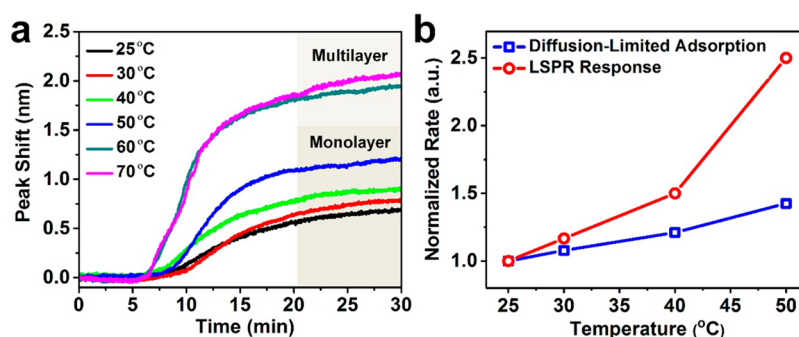 a
Peak Shift (nm)
2.5
2.0
1.5
1.0
0.5
0.0
25°C
30°C
40°C
50°C
60°C
70°C
Multilayer
Monolayer
0 5 10 15 20 25 30
Time (min)
b
Normalized Rate (a.u.)
2.5
2.0
1.5
1.0
Diffusion-Limited Adsorption
LSPR Response
25 30 35 40 45 50
Temperature (°C)